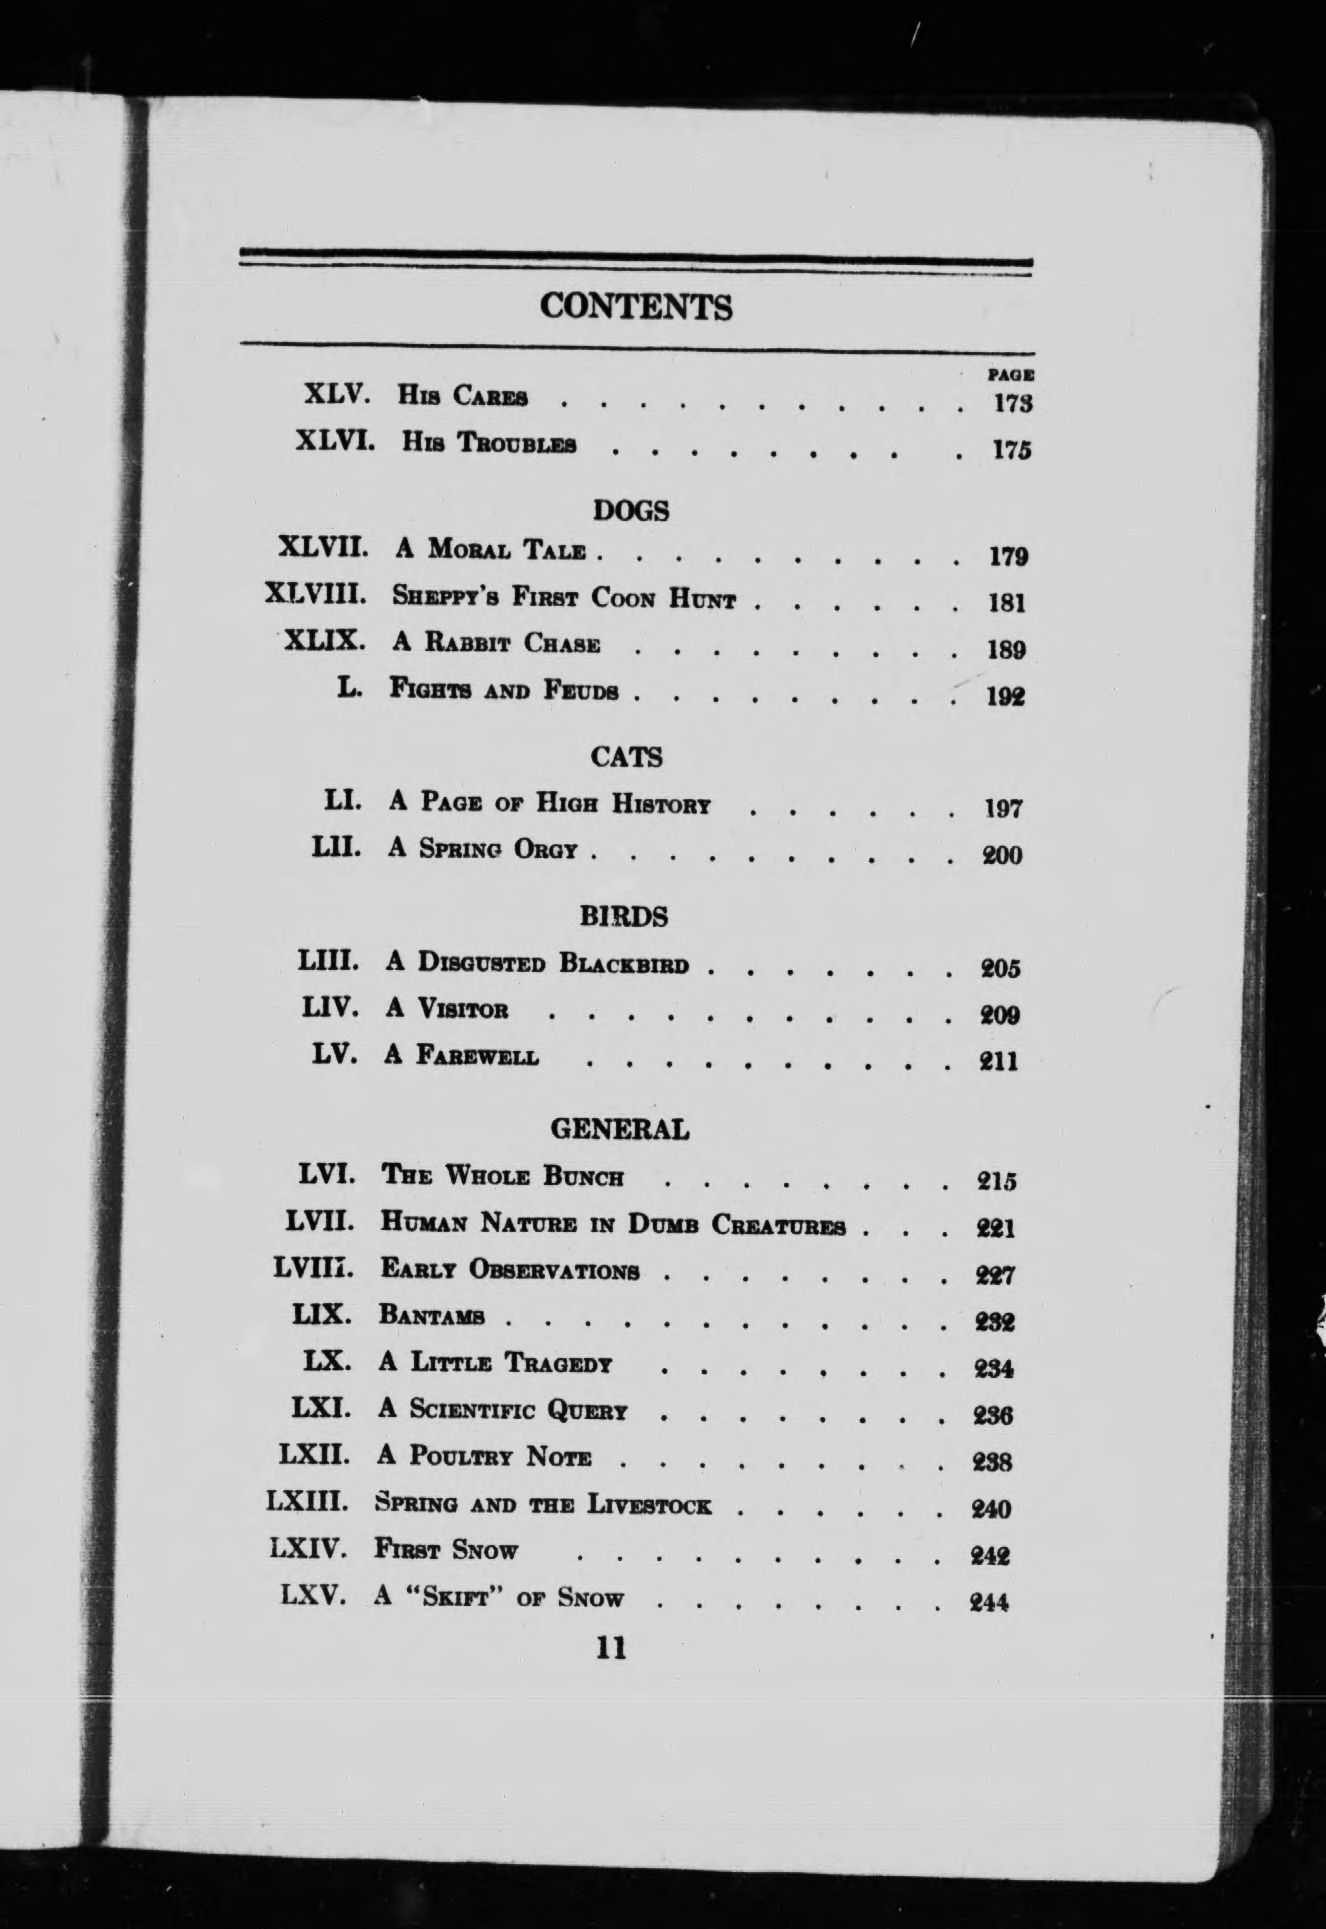 CONTENTS
PAGE
XLV. His Cares . . . . . . . . . . . 173
XLVI. His Troubles . . . . . . . . . 175
DOGS
XLVII. A Moral Tale . . . . . . . . . . 179
XLVIII. Sheppy's First Coon Hunt . . . . . . 181
XLIX. A Rabbit Chase . . . . . . . . . 189
L. Fights and Feuds . . . . . . . . . 192
CATS
LI. A Page of High History . . . . . . 197
LII. A Spring Orgy . . . . . . . . . . 200
BIRDS
LIII. A Disgusted Blackbird . . . . . . . 205
LIV. A Visitor . . . . . . . . . . . 209
LV. A Farewell . . . . . . . . . . 211
GENERAL
LVI. The Whole Bunch . . . . . . . . 215
LVII. Human Nature in Dumb Creatures . . . 221
LVIII. Early Observations . . . . . . . . 227
LIX. Bantams . . . . . . . . . . . . 232
LX. A Little Tragedy . . . . . . . . 234
LXI. A Scientific Query . . . . . . . . 236
LXII. A Poultry Note . . . . . . . . . 238
LXIII. Spring and the Livestock . . . . . . 240
LXIV. First Snow . . . . . . . . . . 242
LXV. A "Skift" of Snow . . . . . . . . 244
11